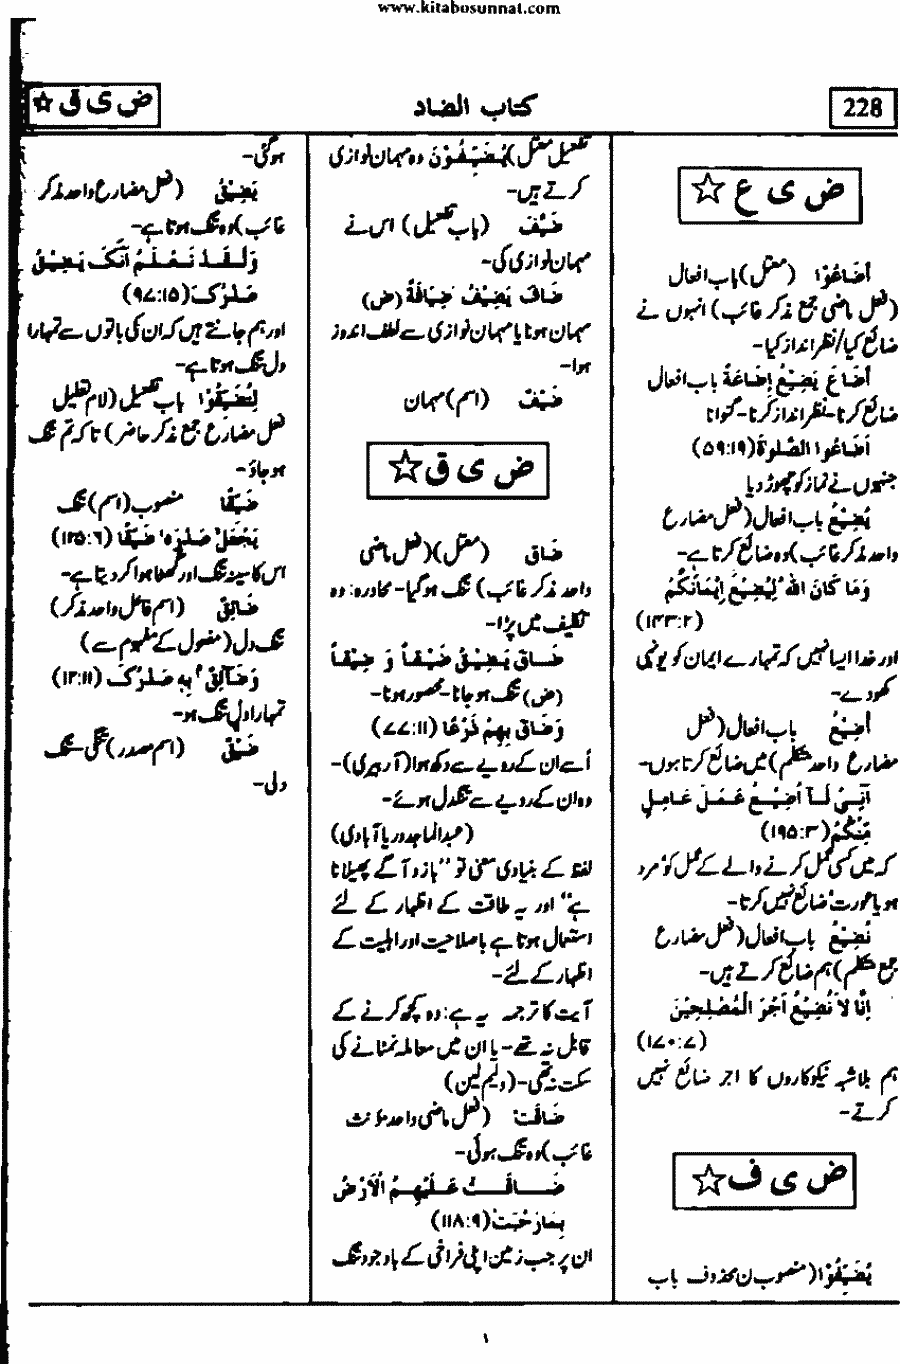 www.kitabosunnat.com
228
کتاب الضاد
ض ی ق ☆
ض ی ع ☆
اَضَاعُوْا (معتل) باب افعال
(فعل ماضی جمع مذکر غائب) انہوں نے
ضائع کیا/نظر انداز کیا-
اَضَاعَ یَضِیْعُ اِضَاعَةً باب افعال
ضائع کرنا-نظر انداز کرنا-گنوانا
اَضَاعُوا الصَّلٰوةَ (۵۹:۱۹)
جنہوں نے نماز کو چھوڑ دیا
یُضِیْعُ باب افعال (فعل مضارع
واحد مذکر غائب) وہ ضائع کرتا ہے-
وَمَا کَانَ اللّٰهُ لِیُضِیْعَ اِیْمَانَکُمْ
(۱۴۳:۲)
اور خدا ایسا نہیں کہ تمہارے ایمان کو یونہی
کھو دے-
اُضِیْعُ باب افعال (فعل
مضارع واحد متکلم) میں ضائع کرتا ہوں-
اَنِّیْ لَآ اُضِیْعُ عَمَلَ عَامِلٍ
مِّنْکُمْ (۱۹۵:۳)
کہ میں کسی عمل کرنے والے کے عمل کو مرد
ہو یا عورت ضائع نہیں کرتا-
نُضِیْعُ باب افعال (فعل مضارع
جمع متکلم) ہم ضائع کرتے ہیں-
اِنَّا لَا نُضِیْعُ اَجْرَ الْمُصْلِحِیْنَ
(۱۷۰:۷)
ہم بلاشبہ نیکوکاروں کا اجر ضائع نہیں
کرتے-
ض ی ف ☆
یُضَیِّفُوْا (منصوب ن محذوف باب
تفعیل معتل) یُضَیِّفُوْنَ وہ مہمان نوازی
کرتے ہیں-
ضَیَّفَ (باب تفعیل) اس نے
مہمان نوازی کی-
ضَافَ یَضِیْفُ ضِیَافَةً (ض)
مہمان ہونا یا مہمان نوازی سے لطف اندوز
ہوا-
ضَیْفَ (اسم) مہمان
ض ی ق ☆
ضَاقَ (معتل) (فعل ماضی
واحد مذکر غائب) تنگ ہوگیا- محاورہ: وہ
تکلیف میں پڑا-
ضَاقَ یَضِیْقُ ضَیْقاً وَ ضِیْقاً
(ض) تنگ ہو جانا-محصور ہونا-
وَضَاقَ بِهِمْ ذَرْعًا (۷۷:۱۱)
اُسے ان کے رویے سے دکھ ہوا (آربیری)-
وہ ان کے رویے سے تنگدل ہوئے-
(عبدالماجد دریا آبادی)
لفظ کے بنیادی معنی تو "بازو آگے پھیلانا
ہے" اور یہ طاقت کے اظہار کے لئے
استعمال ہوتا ہے یا صلاحیت اور اہلیت کے
اظہار کے لئے-
آیت کا ترجمہ یہ ہے: وہ کچھ کرنے کے
قابل نہ تھے- یا ان میں معاملہ نمٹانے کی
سکت نہ تھی- (ولیم لین)
ضَاقَتْ (فعل ماضی واحد مؤنث
غائب) وہ تنگ ہوئی-
ضَاقَتْ عَلَیْهِمُ الْاَرْضُ
بِمَا رَحُبَتْ (۱۱۸:۹)
ان پر جب زمین اپنی فراخی کے باوجود تنگ
ہوگئی-
یَضِیْقُ (فعل مضارع واحد مذکر
غائب) وہ تنگ ہوتا ہے-
وَلَقَدْ نَعْلَمُ اَنَّکَ یَضِیْقُ
صَدْرُکَ (۹۷:۱۵)
اور ہم جانتے ہیں کہ ان کی باتوں سے تمہارا
دل تنگ ہوتا ہے-
لِتُضَیِّقُوْا باب تفعیل (لام تعلیل
فعل مضارع جمع مذکر حاضر) تاکہ تم تنگ
ہو جاؤ-
ضَیِّقًا منصوب (اسم) تنگ
یَجْعَلْ صَدْرَهٗ ضَیِّقًا (۱۲۵:۶)
اس کا سینہ تنگ اور گھٹا ہوا کر دیتا ہے-
ضَائِقٌ (اسم فاعل واحد مذکر)
تنگ دل (مفعول کے مفہوم سے)
وَضَآئِقٌۢ بِهٖ صَدْرُکَ (۱۲:۱۱)
تمہارا دل تنگ ہو-
ضَیْقٌ (اسم مصدر) تنگی-تنگ
دلی-
۱